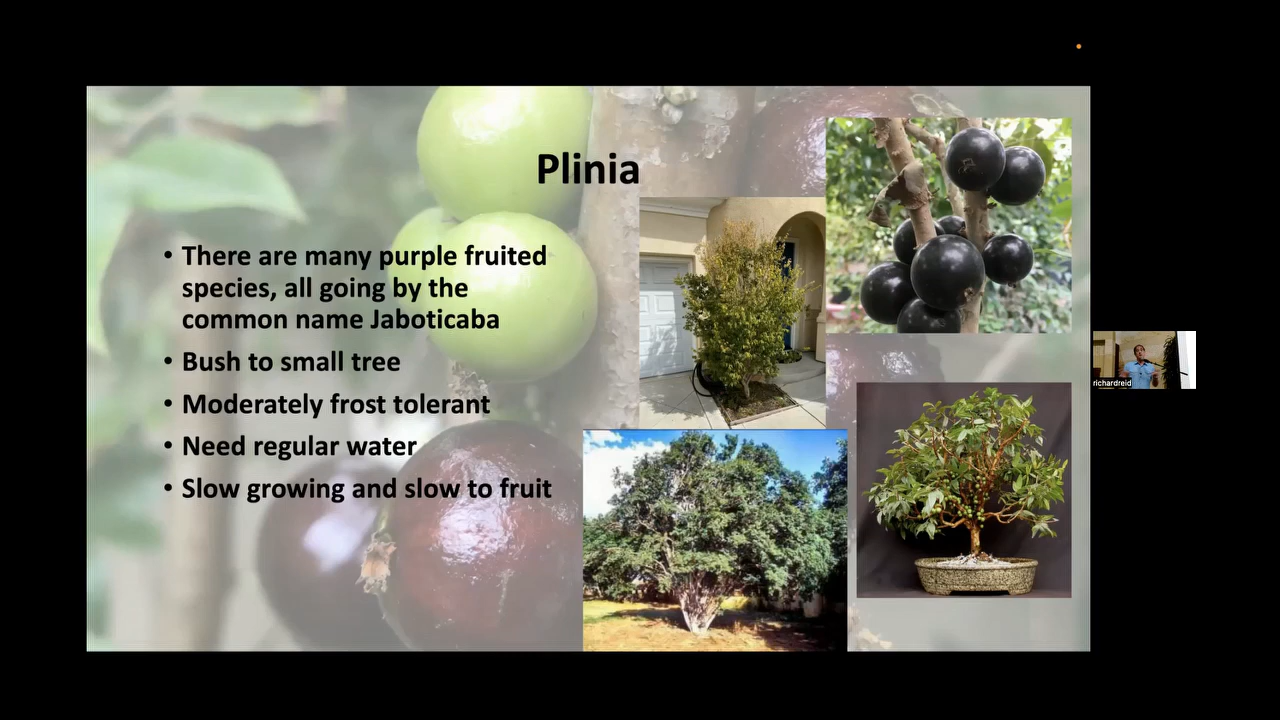 Plinia
• There are many purple fruited
species, all going by the
common name Jaboticaba
• Bush to small tree
• Moderately frost tolerant
• Need regular water
• Slow growing and slow to fruit
richardreid